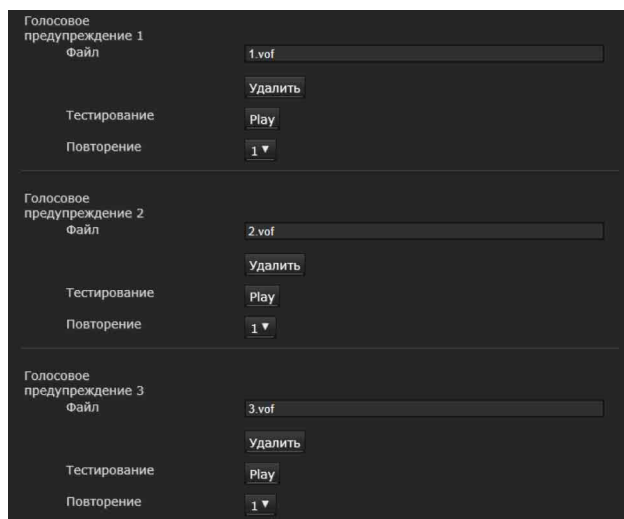 Голосовое
предупреждение 1
Файл 1.vof
Удалить
Тестирование Play
Повторение 1
Голосовое
предупреждение 2
Файл 2.vof
Удалить
Тестирование Play
Повторение 1
Голосовое
предупреждение 3
Файл 3.vof
Удалить
Тестирование Play
Повторение 1